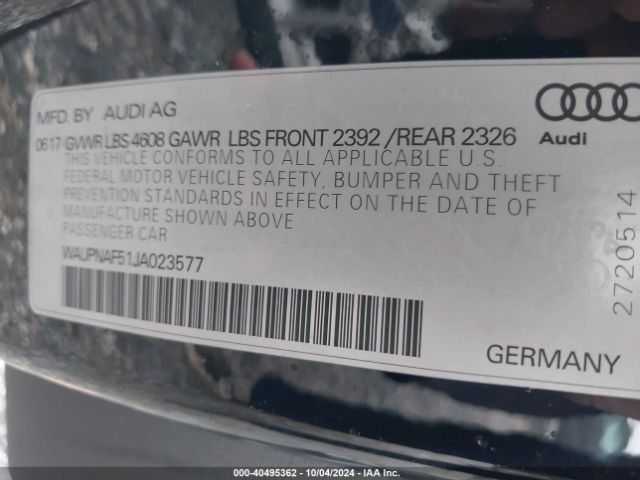 MFD. BY AUDI AG
0617 GVWR LBS 4608 GAWR LBS FRONT 2392 /REAR 2326
Audi
THIS VEHICLE CONFORMS TO ALL APPLICABLE U.S.
FEDERAL MOTOR VEHICLE SAFETY, BUMPER AND THEFT
PREVENTION STANDARDS IN EFFECT ON THE DATE OF
MANUFACTURE SHOWN ABOVE
PASSENGER CAR
WAUPNAF51JA023577
2720514
GERMANY
000-40495362 - 10/04/2024 - IAA Inc.